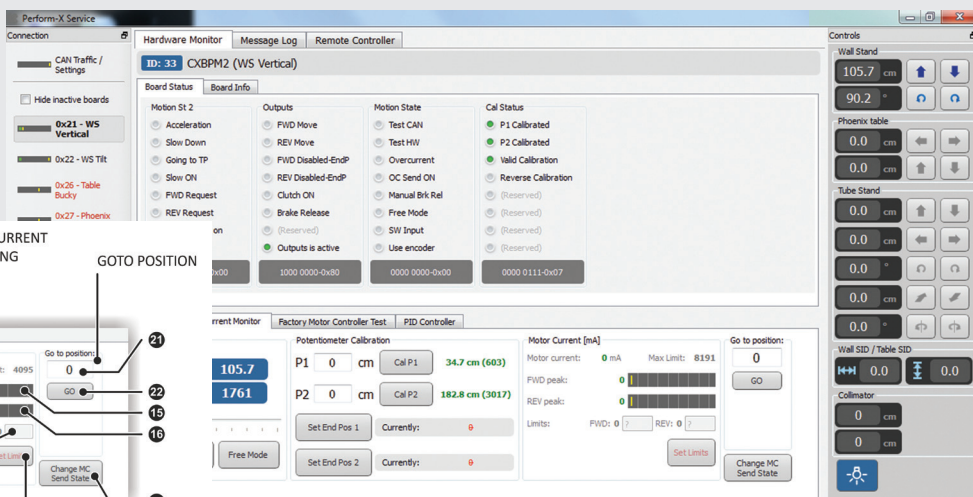 Perform-X Service
Connection
CAN Traffic / Settings
Hide inactive boards
0x21 - WS Vertical
0x22 - WS Tilt
0x26 - Table Bucky
0x27 - Phoenix
Hardware Monitor Message Log Remote Controller
ID: 33 CXBPM2 (WS Vertical)
Board Status Board Info
Motion St 2
Acceleration
Slow Down
Going to TP
Slow ON
FWD Request
REV Request
on
0x00
Outputs
FWD Move
REV Move
FWD Disabled-EndP
REV Disabled-EndP
Clutch ON
Brake Release
(Reserved)
Outputs is active
1000 0000-0x80
Motion State
Test CAN
Test HW
Overcurrent
OC Send ON
Manual Brk Rel
Free Mode
SW Input
Use encoder
0000 0000-0x00
Cal Status
P1 Calibrated
P2 Calibrated
Valid Calibration
Reverse Calibration
(Reserved)
(Reserved)
(Reserved)
(Reserved)
0000 0111-0x07
URRENT
NG
GOTO POSITION
4095
Go to position:
0
GO
et Limi
Change MC
Send State
21
22
15
16
rrent Monitor Factory Motor Controller Test PID Controller
105.7
1761
Free Mode
Potentiometer Calibration
P1 0 cm Cal P1 34.7 cm (603)
P2 0 cm Cal P2 182.8 cm (3017)
Set End Pos 1 Currently: 0
Set End Pos 2 Currently: 0
Motor Current [mA]
Motor current: 0 mA Max Limit: 8191
FWD peak: 0
REV peak: 0
Limits: FWD: 0 ? REV: 0 ?
Set Limits
Go to position:
0
GO
Change MC
Send State
Controls
Wall Stand
105.7 cm
90.2 °
Phoenix table
0.0 cm
0.0 cm
Tube Stand
0.0 cm
0.0 cm
0.0 °
0.0 cm
0.0 °
Wall SID / Table SID
0.0 0.0
Collimator
0 cm
0 cm